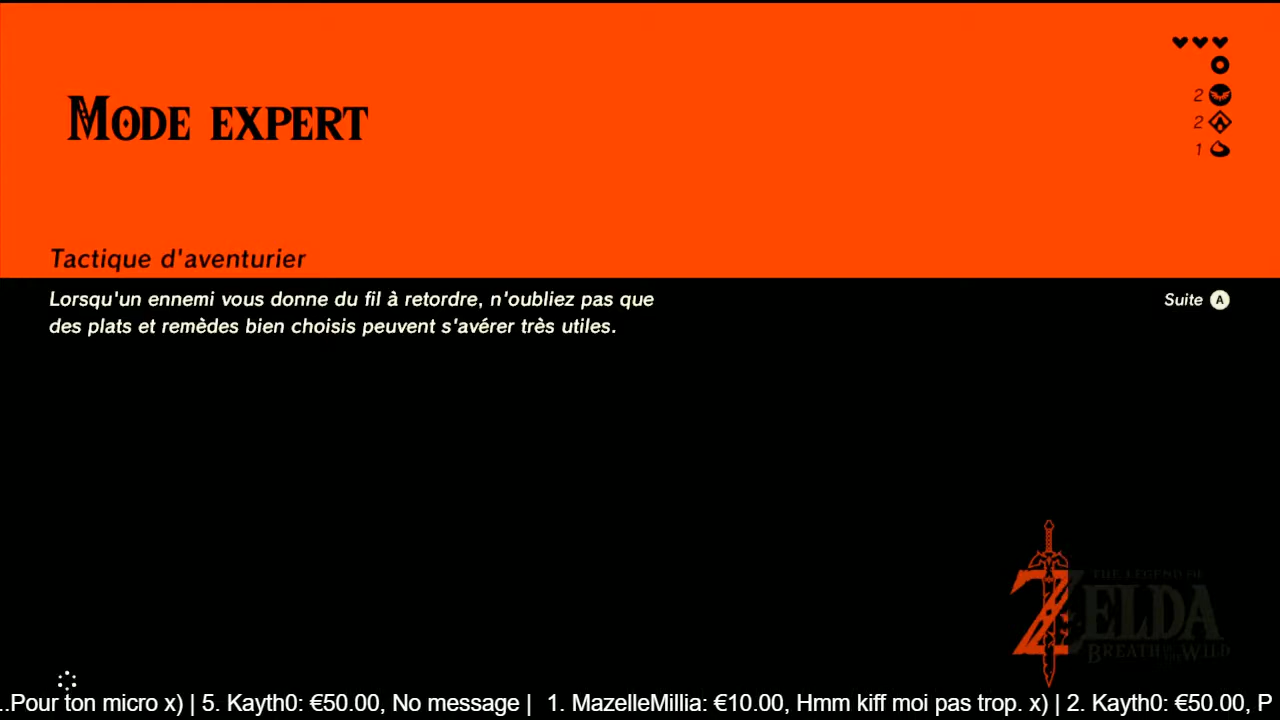 Mode expert
2
2
1
Tactique d'aventurier
Lorsqu'un ennemi vous donne du fil à retordre, n'oubliez pas que
des plats et remèdes bien choisis peuvent s'avérer très utiles.
Suite A
THE LEGEND OF
ZELDA
BREATH OF THE WILD
..Pour ton micro x) | 5. Kayth0: €50.00, No message | 1. MazelleMillia: €10.00, Hmm kiff moi pas trop. x) | 2. Kayth0: €50.00, P